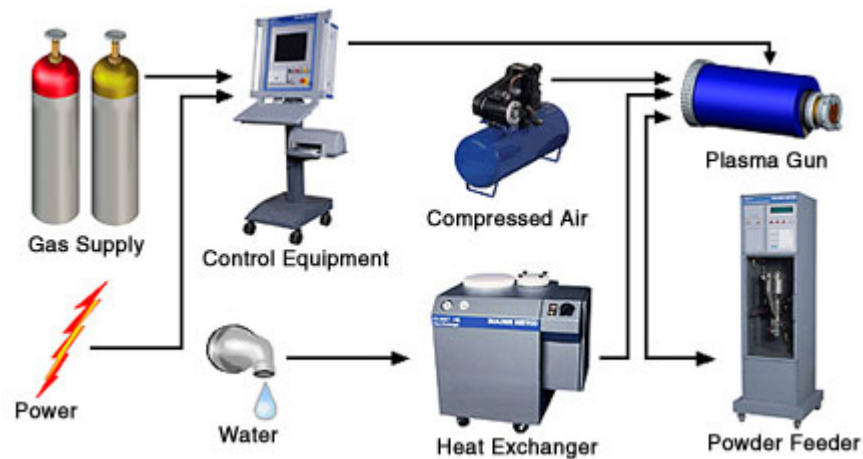 Gas Supply
Control Equipment
Compressed Air
Plasma Gun
Power
Water
Heat Exchanger
Powder Feeder